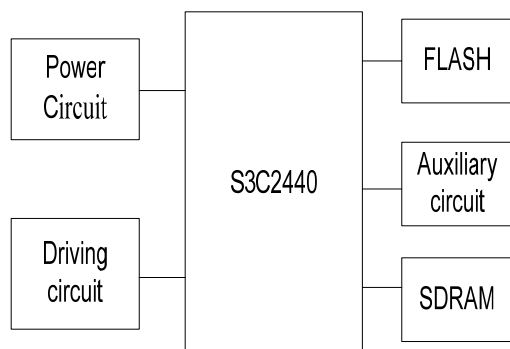 Power
Circuit
Driving
circuit
S3C2440
FLASH
Auxiliary
circuit
SDRAM